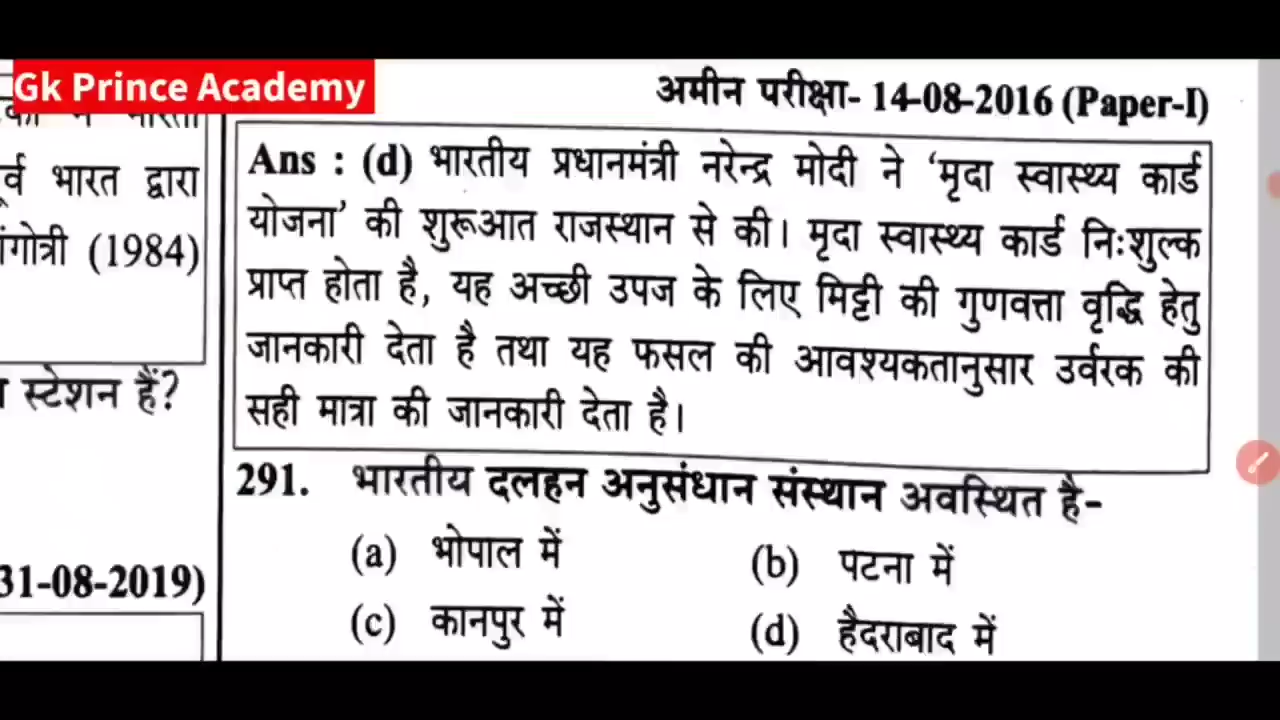 Gk Prince Academy
अमीन परीक्षा- 14-08-2016 (Paper-I)
भारत द्वारा
(1984)
स्टेशन हैं?
31-08-2019)
Ans : (d) भारतीय प्रधानमंत्री नरेन्द्र मोदी ने ‘मृदा स्वास्थ्य कार्ड
योजना’ की शुरूआत राजस्थान से की। मृदा स्वास्थ्य कार्ड निःशुल्क
प्राप्त होता है, यह अच्छी उपज के लिए मिट्टी की गुणवत्ता वृद्धि हेतु
जानकारी देता है तथा यह फसल की आवश्यकतानुसार उर्वरक की
सही मात्रा की जानकारी देता है।
291. भारतीय दलहन अनुसंधान संस्थान अवस्थित है-
(a) भोपाल में (b) पटना में
(c) कानपुर में (d) हैदराबाद में